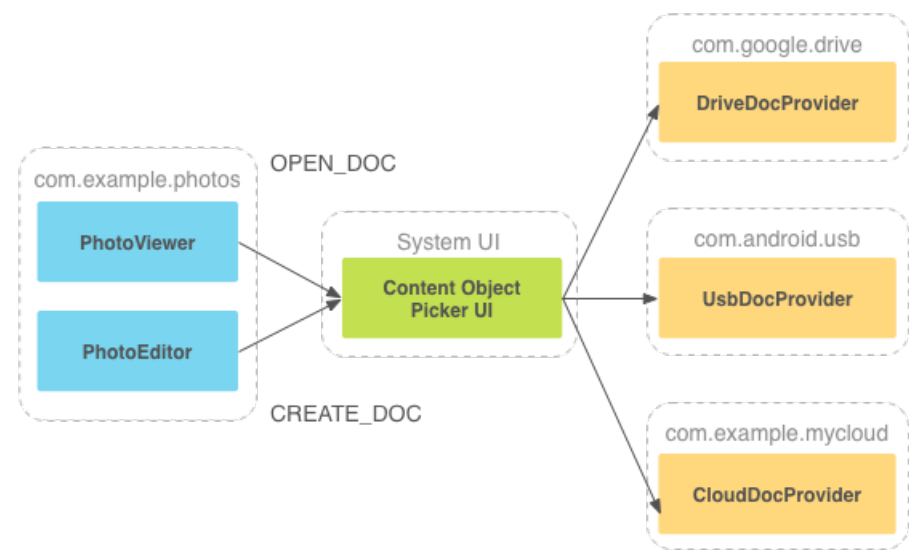 com.google.drive
DriveDocProvider
OPEN_DOC
com.example.photos
PhotoViewer
PhotoEditor
CREATE_DOC
System UI
Content Object
Picker UI
com.android.usb
UsbDocProvider
com.example.mycloud
CloudDocProvider